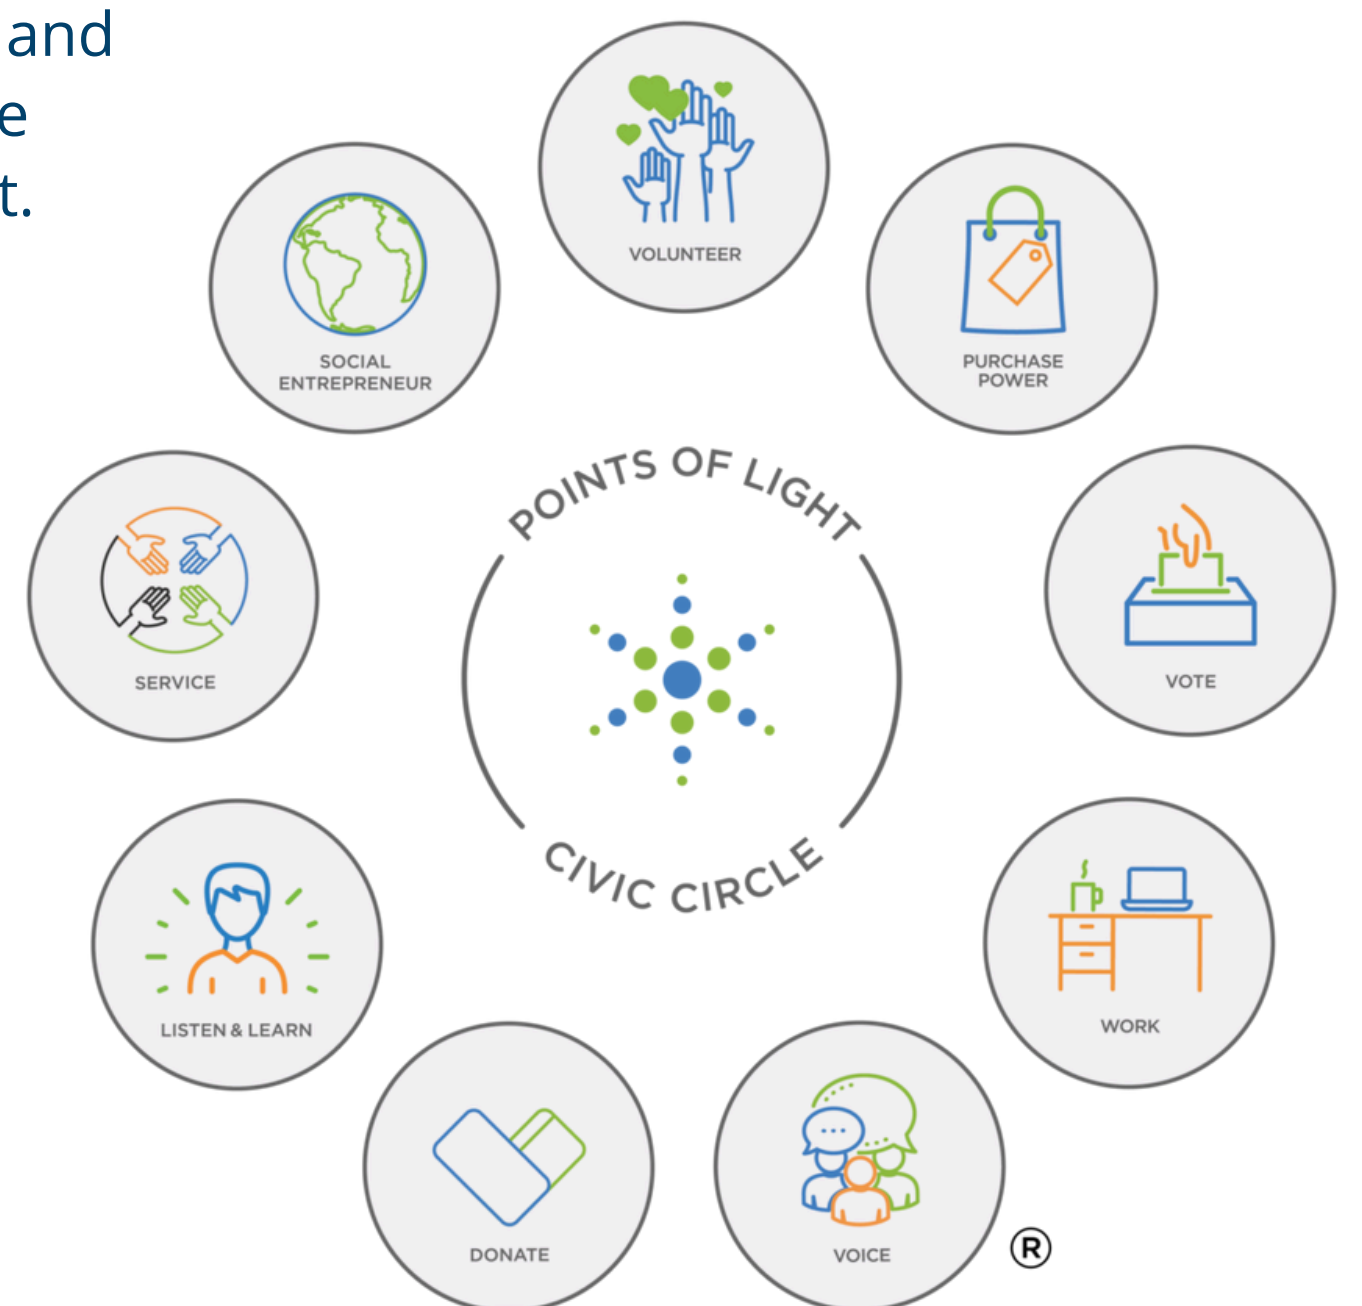 and
e
t.
VOLUNTEER
SOCIAL
ENTREPRENEUR
PURCHASE
POWER
POINTS OF LIGHT
SERVICE
VOTE
CIVIC CIRCLE
LISTEN & LEARN
WORK
DONATE
VOICE
®